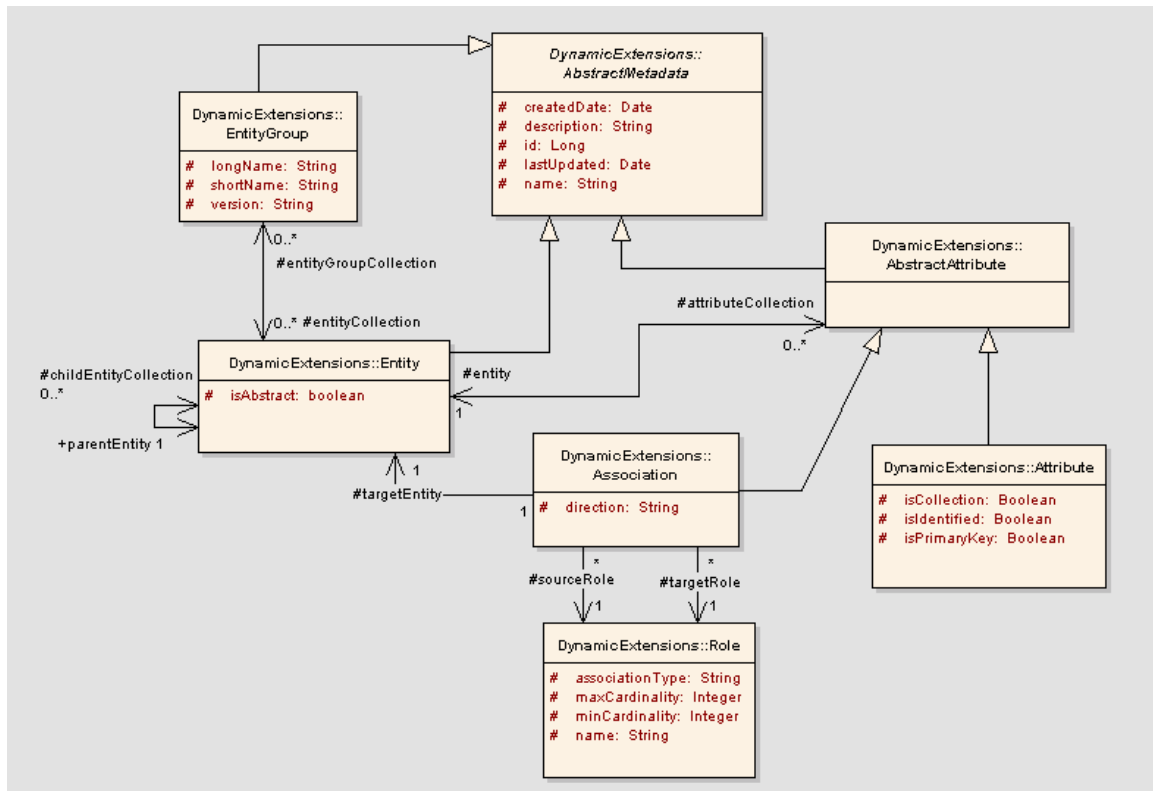 DynamicExtensions::
AbstractMetadata
# createdDate: Date
# description: String
# id: Long
# lastUpdated: Date
# name: String
DynamicExtensions::
EntityGroup
# longName: String
# shortName: String
# version: String
0..*
#entityGroupCollection
0..* #entityCollection
DynamicExtensions::
AbstractAttribute
#attributeCollection
0..*
DynamicExtensions::Entity
# isAbstract: boolean
#childEntityCollection
0..*
+parentEntity 1
#entity
1
1
#targetEntity
1
DynamicExtensions::
Association
# direction: String
DynamicExtensions::Attribute
# isCollection: Boolean
# isIdentified: Boolean
# isPrimaryKey: Boolean
* *
#sourceRole #targetRole
1 1
DynamicExtensions::Role
# associationType: String
# maxCardinality: Integer
# minCardinality: Integer
# name: String